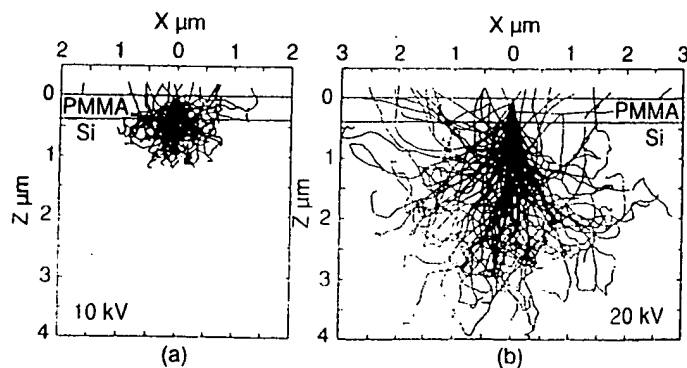 X μm
2 1 0 1 2
0
PMMA
Si
1
Z μm
2
3
4
10 kV
(a)
X μm
3 2 1 0 1 2 3
0
PMMA
Si
1
Z μm
2
3
4
20 kV
(b)